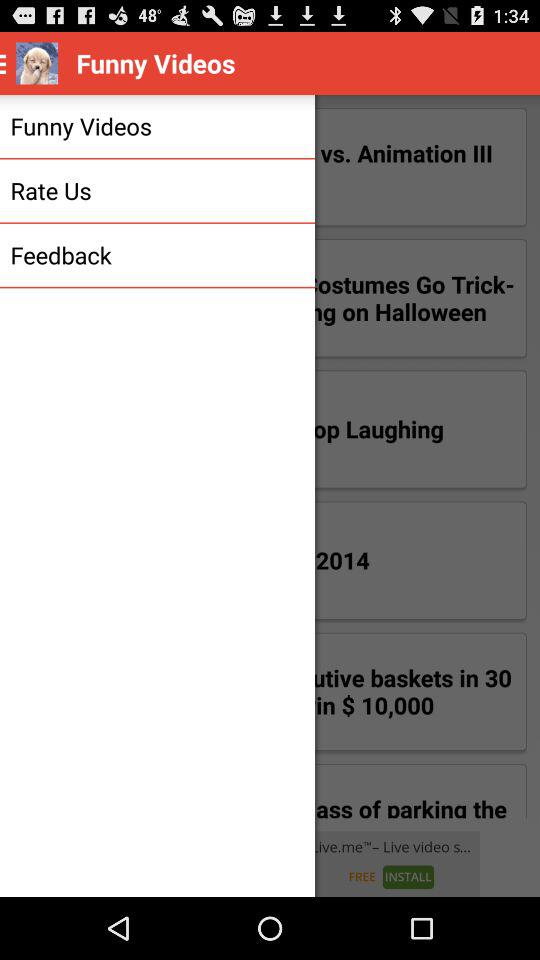 48°
1:34
Funny Videos
Funny Videos
Rate Us
Feedback
vs. Animation III
Costumes Go Trick-
ng on Halloween
op Laughing
2014
utive baskets in 30
in $ 10,000
ass of parking the
Live.me™– Live video s...
FREE INSTALL